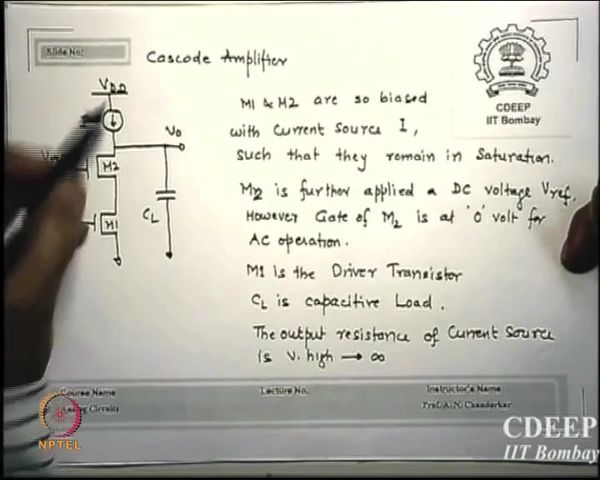 Slide No:
Cascode Amplifier
CDEEP
IIT Bombay
VDD
I
Vo
M2
M1
CL
M1 & M2 are so biased
with Current Source I,
such that they remain in Saturation.
M2 is further applied a DC voltage Vref.
However Gate of M2 is at '0' volt for
AC operation.
M1 is the Driver Transistor
CL is capacitive Load.
The output resistance of Current Source
is v. high → ∞
Course Name
Lecture No.
Instructor's Name
Analog Circuits
Prof. A. N. Chandorkar
NPTEL
CDEEP
IIT Bombay